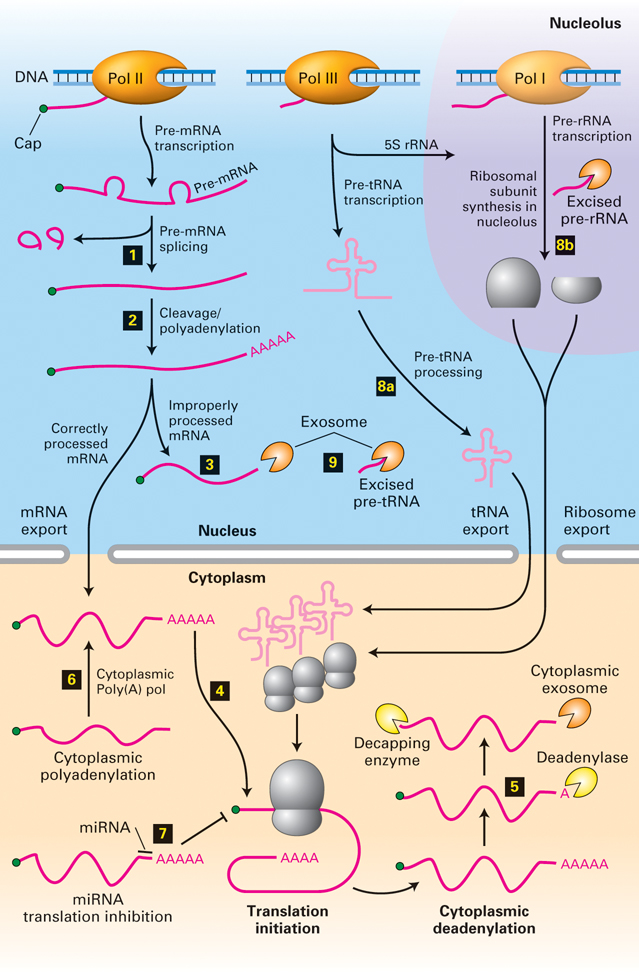 Nucleolus
DNA
Pol II
Pol III
Pol I
Cap
Pre-mRNA
transcription
5S rRNA
Pre-rRNA
transcription
Pre-mRNA
Pre-tRNA
transcription
Ribosomal
subunit
synthesis in
nucleolus
Excised
pre-rRNA
1
Pre-mRNA
splicing
8b
2
Cleavage/
polyadenylation
AAAAA
Pre-tRNA
processing
8a
Correctly
processed
mRNA
Improperly
processed
mRNA
Exosome
3
9
Excised
pre-tRNA
mRNA
export
Nucleus
tRNA
export
Ribosome
export
Cytoplasm
AAAAA
6
Cytoplasmic
Poly(A) pol
4
Cytoplasmic
exosome
Decapping
enzyme
Cytoplasmic
polyadenylation
Deadenylase
5
A
miRNA
7
AAAAA
AAAA
AAAAA
miRNA
translation inhibition
Translation
initiation
Cytoplasmic
deadenylation